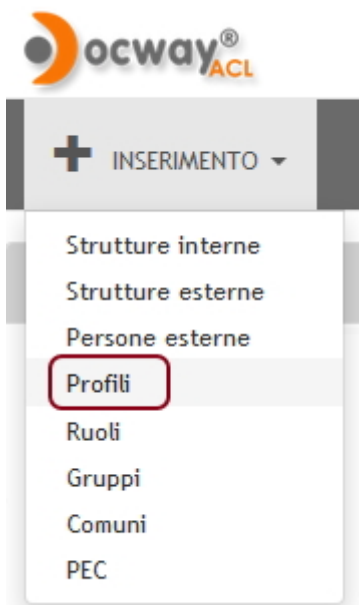 Docway®
ACL
INSERIMENTO
Strutture interne
Strutture esterne
Persone esterne
Profili
Ruoli
Gruppi
Comuni
PEC